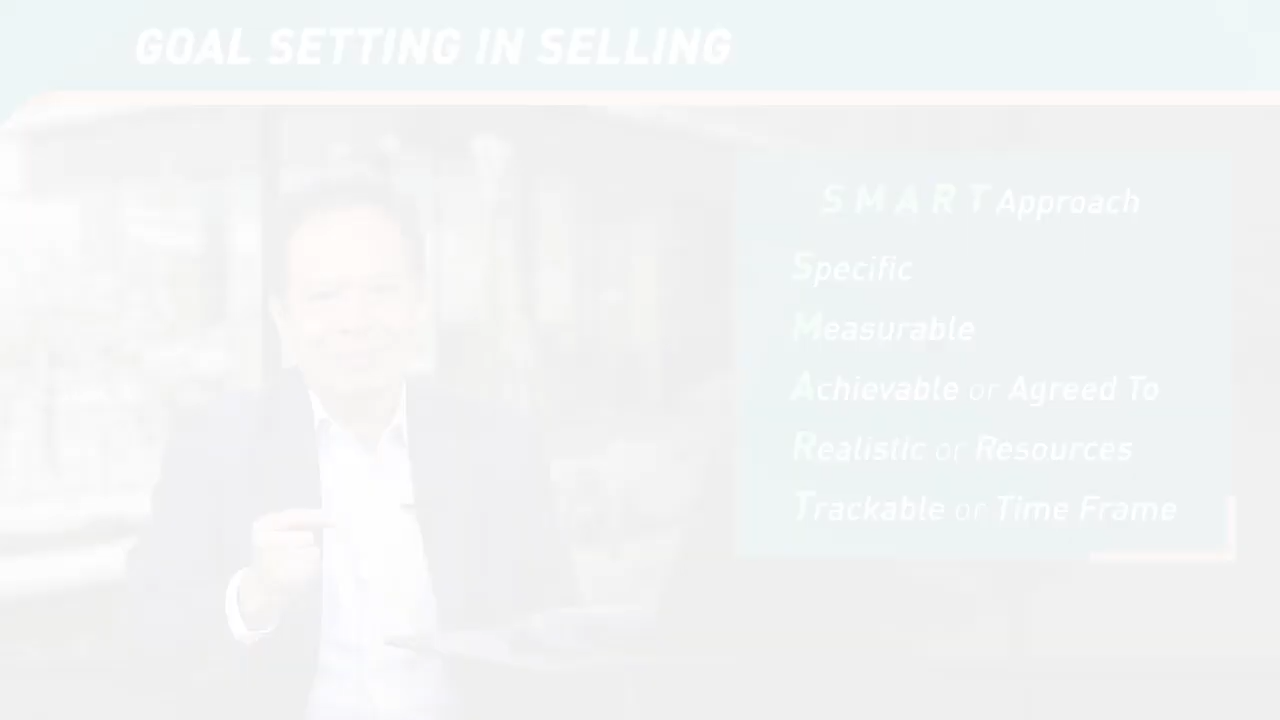 GOAL SETTING IN SELLING
S M A R T Approach
Specific
Measurable
Achievable or Agreed To
Realistic or Resources
Trackable or Time Frame